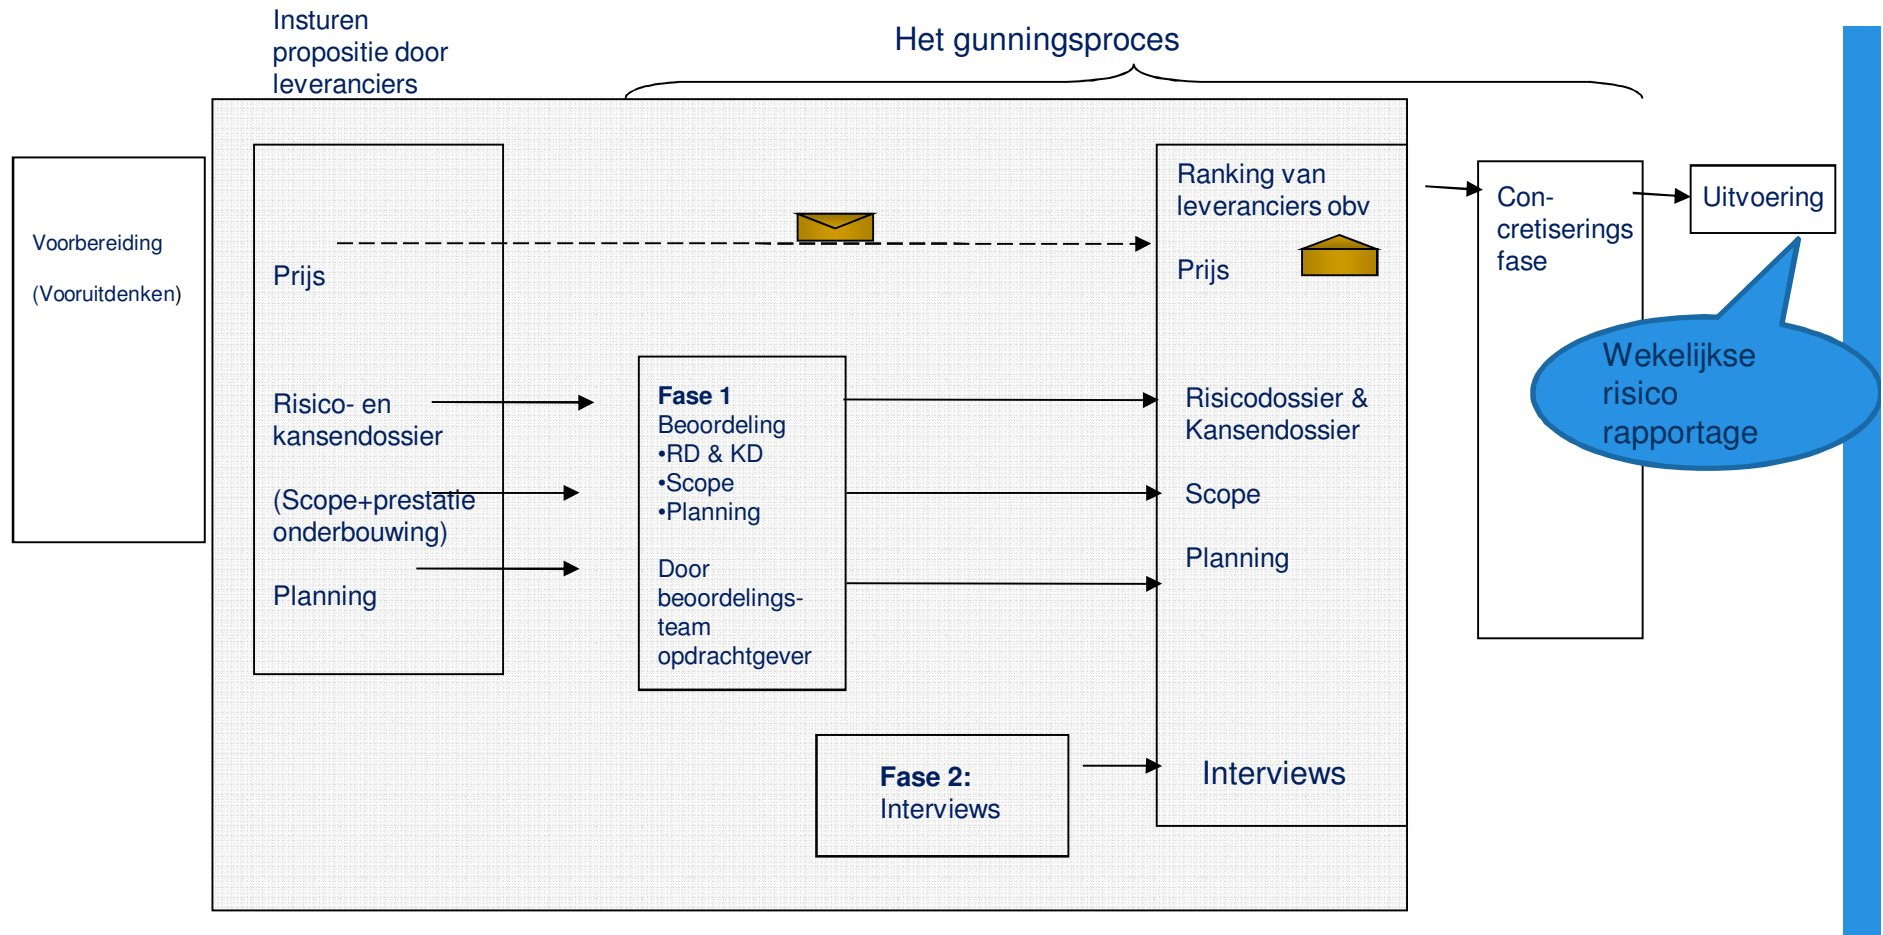 Insturen
propositie door
leveranciers
Het gunningsproces
Voorbereiding
(Vooruitdenken)
Prijs
Risico- en
kansendossier
(Scope+prestatie
onderbouwing)
Planning
Fase 1
Beoordeling
•RD & KD
•Scope
•Planning
Door
beoordelings-
team
opdrachtgever
Fase 2:
Interviews
Ranking van
leveranciers obv
Prijs
Risicodossier &
Kansendossier
Scope
Planning
Interviews
Con-
cretiserings
fase
Uitvoering
Wekelijkse
risico
rapportage